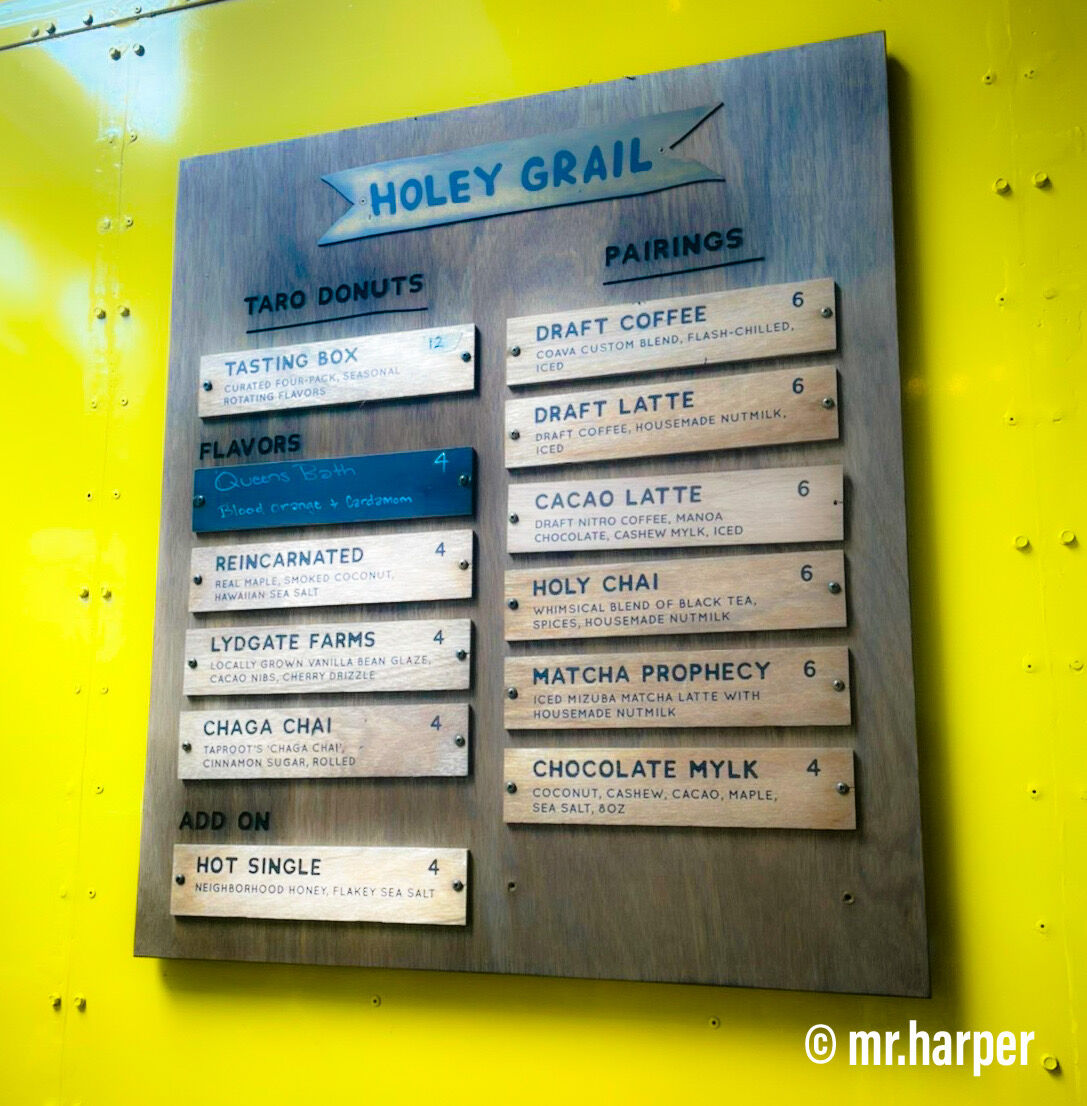 HOLEY GRAIL
TARO DONUTS
TASTING BOX 12
CURATED FOUR-PACK, SEASONAL
ROTATING FLAVORS
FLAVORS
Queens Bath 4
Blood orange + Cardamom
REINCARNATED 4
REAL MAPLE, SMOKED COCONUT,
HAWAIIAN SEA SALT
LYDGATE FARMS 4
LOCALLY GROWN VANILLA BEAN GLAZE,
CACAO NIBS, CHERRY DRIZZLE
CHAGA CHAI 4
TAPROOT'S 'CHAGA CHAI',
CINNAMON SUGAR, ROLLED
ADD ON
HOT SINGLE 4
NEIGHBORHOOD HONEY, FLAKEY SEA SALT
PAIRINGS
DRAFT COFFEE 6
COAVA CUSTOM BLEND, FLASH-CHILLED,
ICED
DRAFT LATTE 6
DRAFT COFFEE, HOUSEMADE NUTMILK,
ICED
CACAO LATTE 6
DRAFT NITRO COFFEE, MANOA
CHOCOLATE, CASHEW MYLK, ICED
HOLY CHAI 6
WHIMSICAL BLEND OF BLACK TEA,
SPICES, HOUSEMADE NUTMILK
MATCHA PROPHECY 6
ICED MIZUBA MATCHA LATTE WITH
HOUSEMADE NUTMILK
CHOCOLATE MYLK 4
COCONUT, CASHEW, CACAO, MAPLE,
SEA SALT, 8OZ
© mr.harper